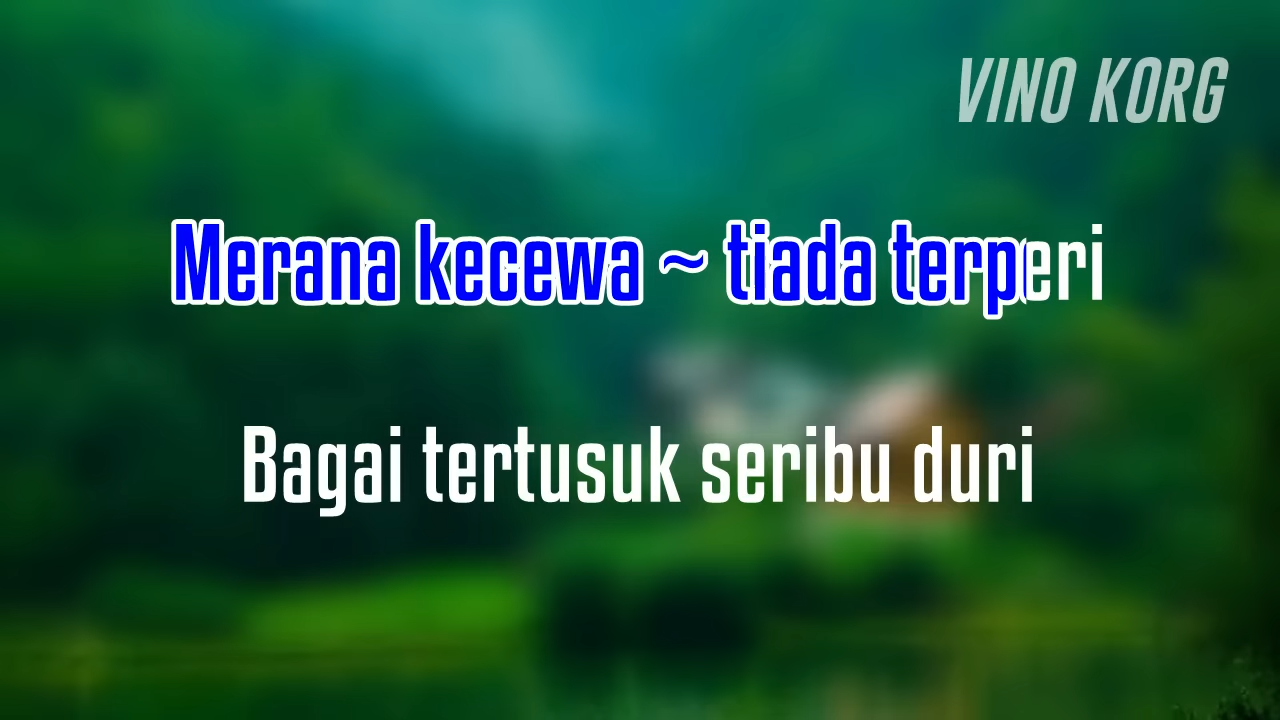 VINO KORG
Merana kecewa ~ tiada terperi
Bagai tertusuk seribu duri